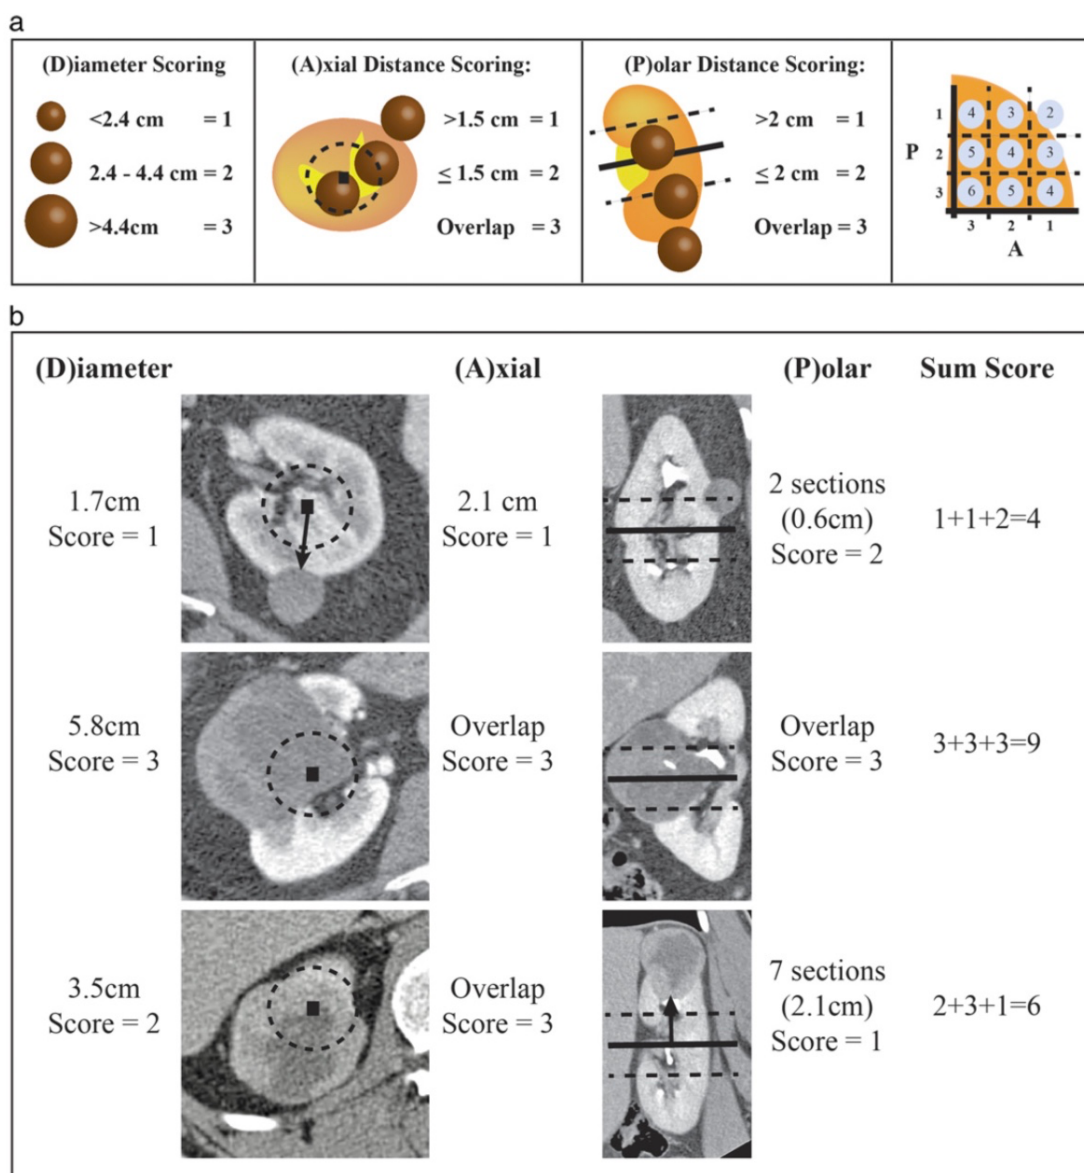 a
(D)iameter Scoring
<2.4 cm = 1
2.4 - 4.4 cm = 2
>4.4cm = 3
(A)xial Distance Scoring:
>1.5 cm = 1
≤ 1.5 cm = 2
Overlap = 3
(P)olar Distance Scoring:
>2 cm = 1
≤ 2 cm = 2
Overlap = 3
1 4 3 2
P 2 5 4 3
3 6 5 4
3 2 1
A
b
(D)iameter (A)xial (P)olar Sum Score
1.7cm
Score = 1
2.1 cm
Score = 1
2 sections
(0.6cm)
Score = 2
1+1+2=4
5.8cm
Score = 3
Overlap
Score = 3
Overlap
Score = 3
3+3+3=9
3.5cm
Score = 2
Overlap
Score = 3
7 sections
(2.1cm)
Score = 1
2+3+1=6